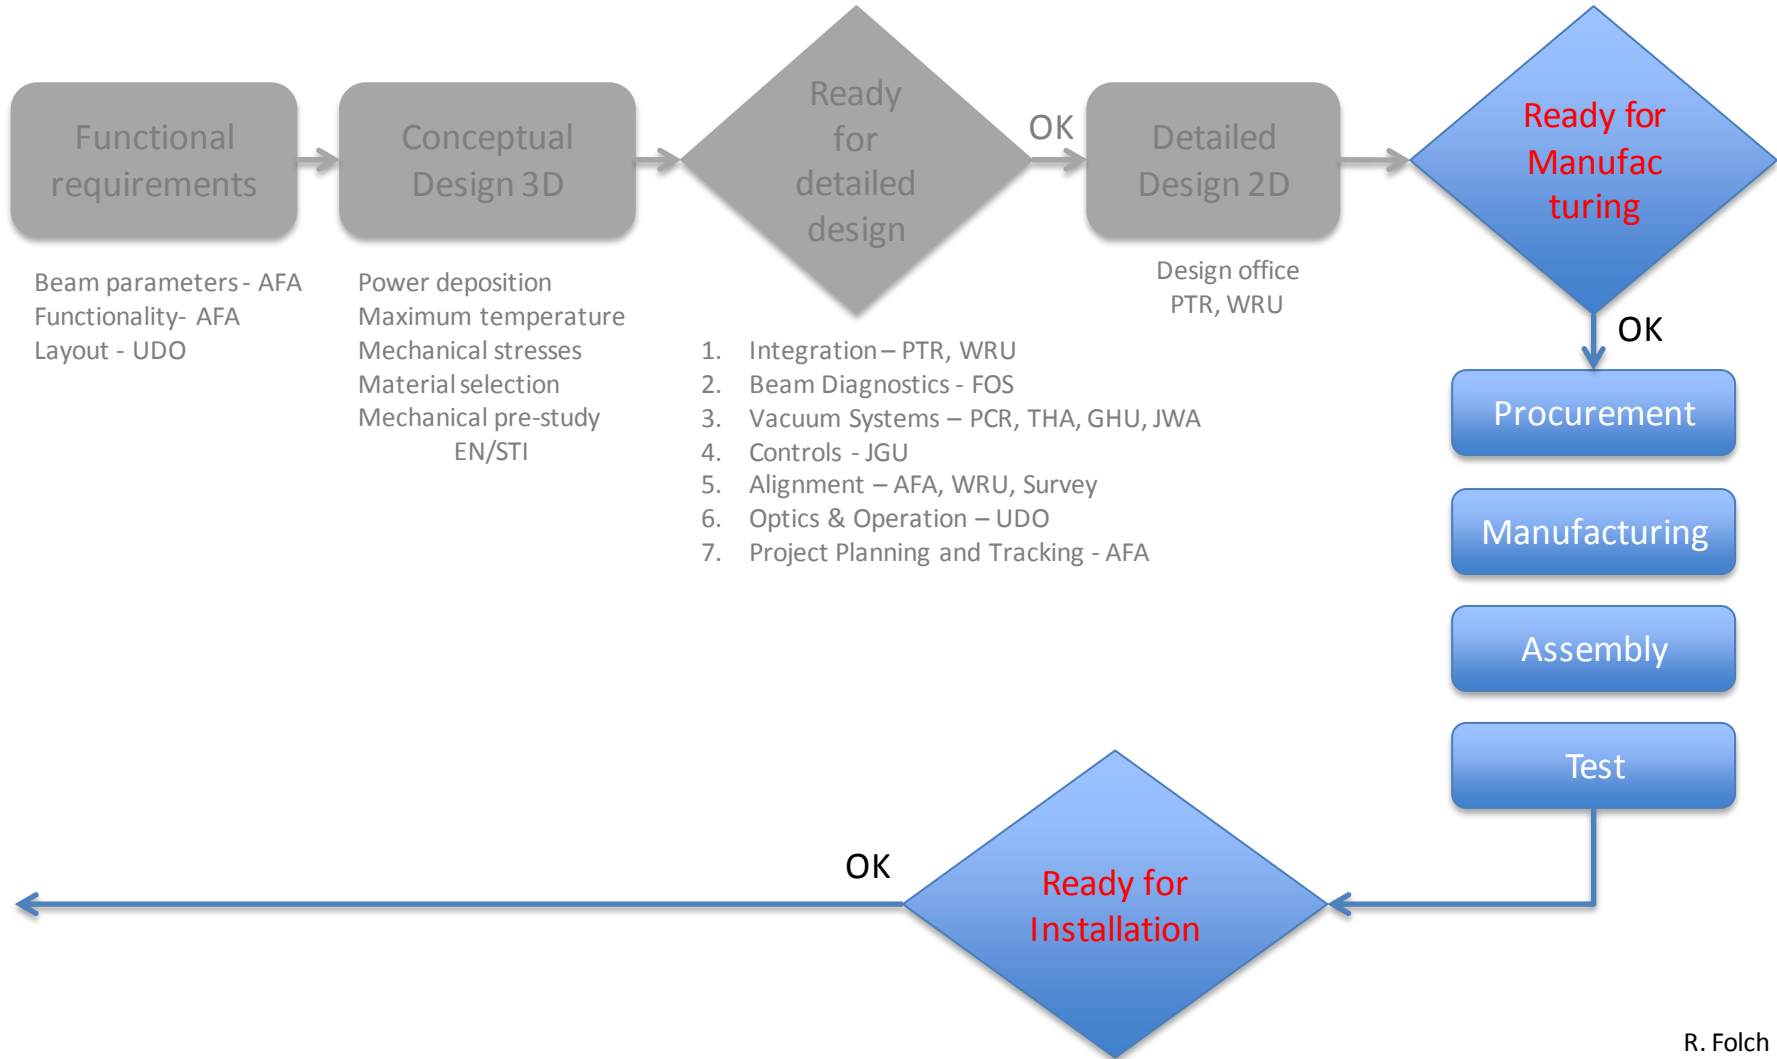 Functional
requirements
Conceptual
Design 3D
Ready
for
detailed
design
OK
Detailed
Design 2D
Ready for
Manufac
turing
Beam parameters - AFA
Functionality- AFA
Layout - UDO
Power deposition
Maximum temperature
Mechanical stresses
Material selection
Mechanical pre-study
EN/STI
1. Integration – PTR, WRU
2. Beam Diagnostics - FOS
3. Vacuum Systems – PCR, THA, GHU, JWA
4. Controls - JGU
5. Alignment – AFA, WRU, Survey
6. Optics & Operation – UDO
7. Project Planning and Tracking - AFA
Design office
PTR, WRU
OK
Procurement
Manufacturing
Assembly
Test
Ready for
Installation
OK
R. Folch